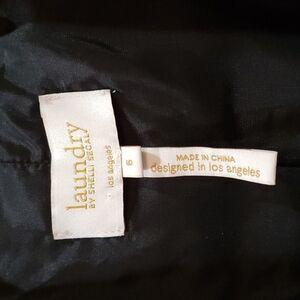 laundry
BY SHELLI SEGAL
los angeles
6
MADE IN CHINA
designed in los angeles